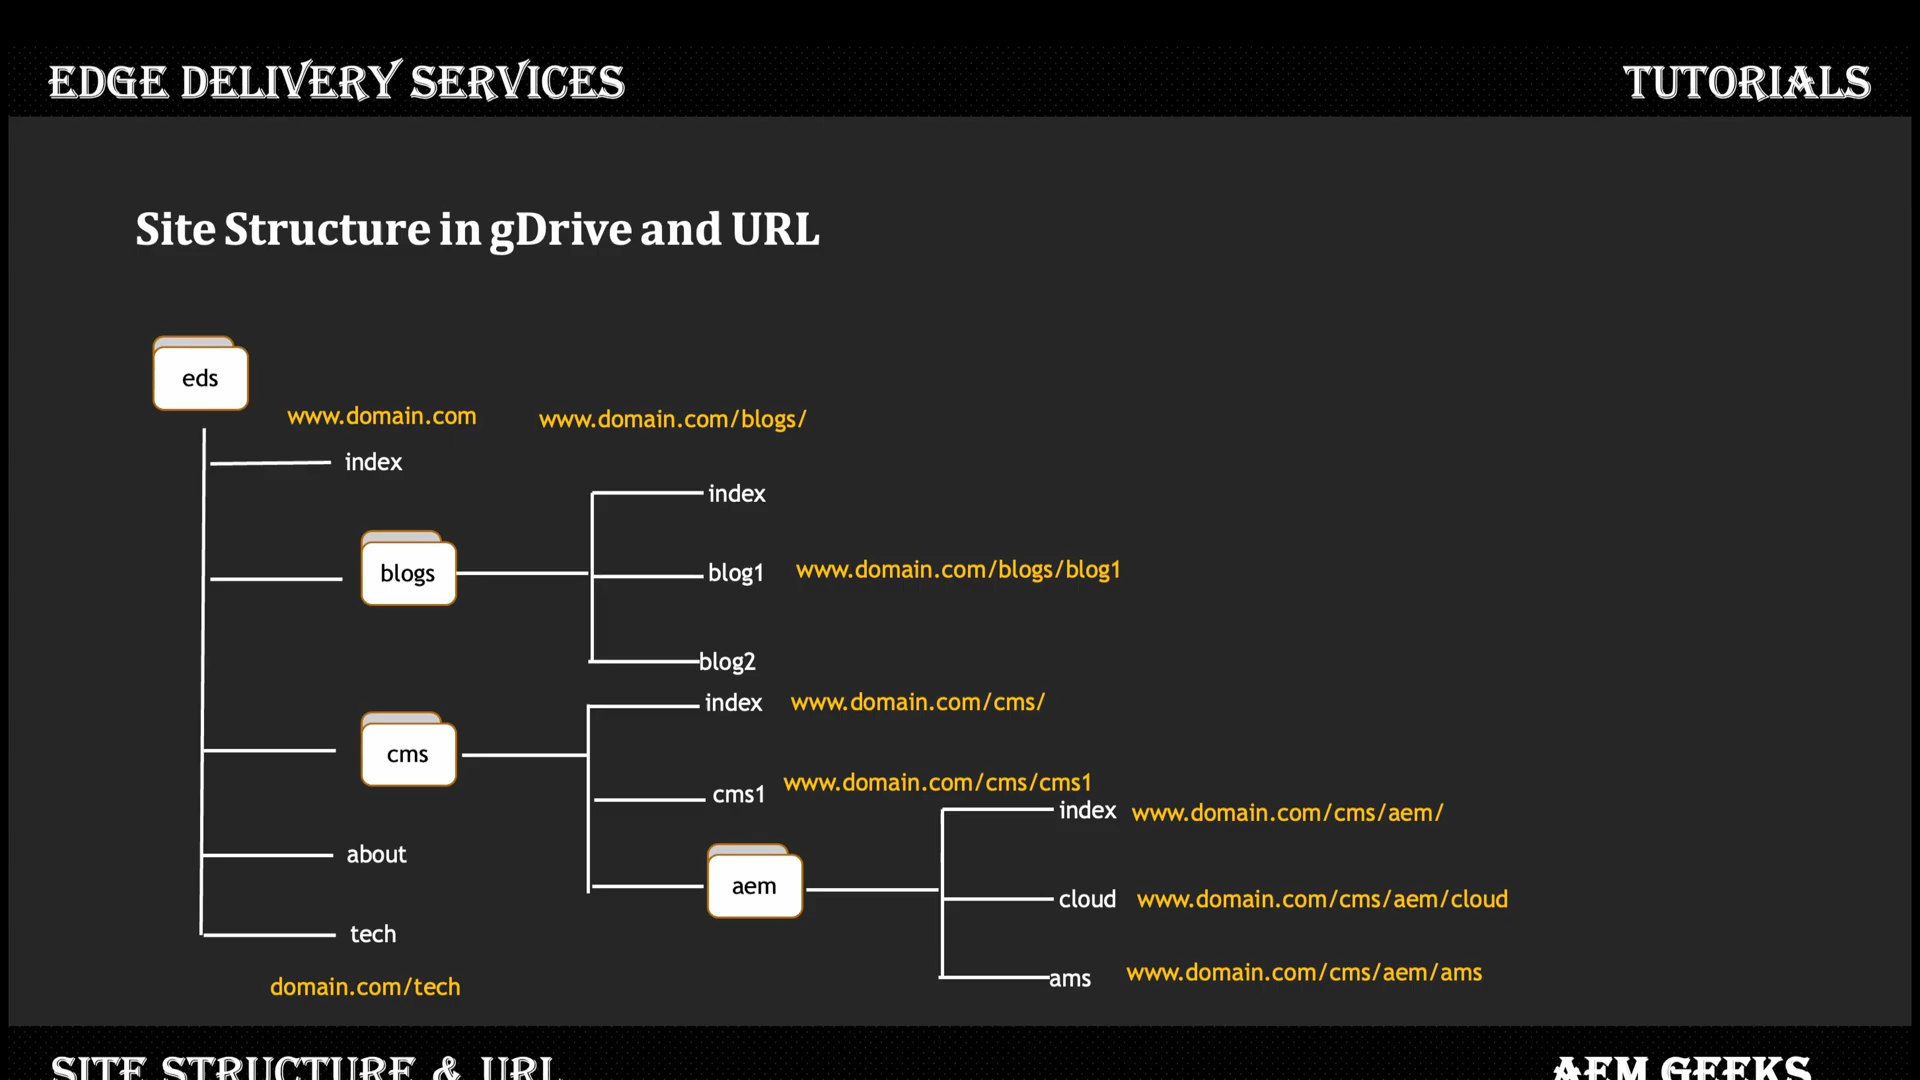 EDGE DELIVERY SERVICES
TUTORIALS
Site Structure in gDrive and URL
eds
www.domain.com
www.domain.com/blogs/
index
index
blogs
blog1
www.domain.com/blogs/blog1
blog2
index
www.domain.com/cms/
cms
cms1
www.domain.com/cms/cms1
index
www.domain.com/cms/aem/
about
aem
cloud
www.domain.com/cms/aem/cloud
tech
ams
www.domain.com/cms/aem/ams
domain.com/tech
SITE STRUCTURE & URL
AEM GEEKS